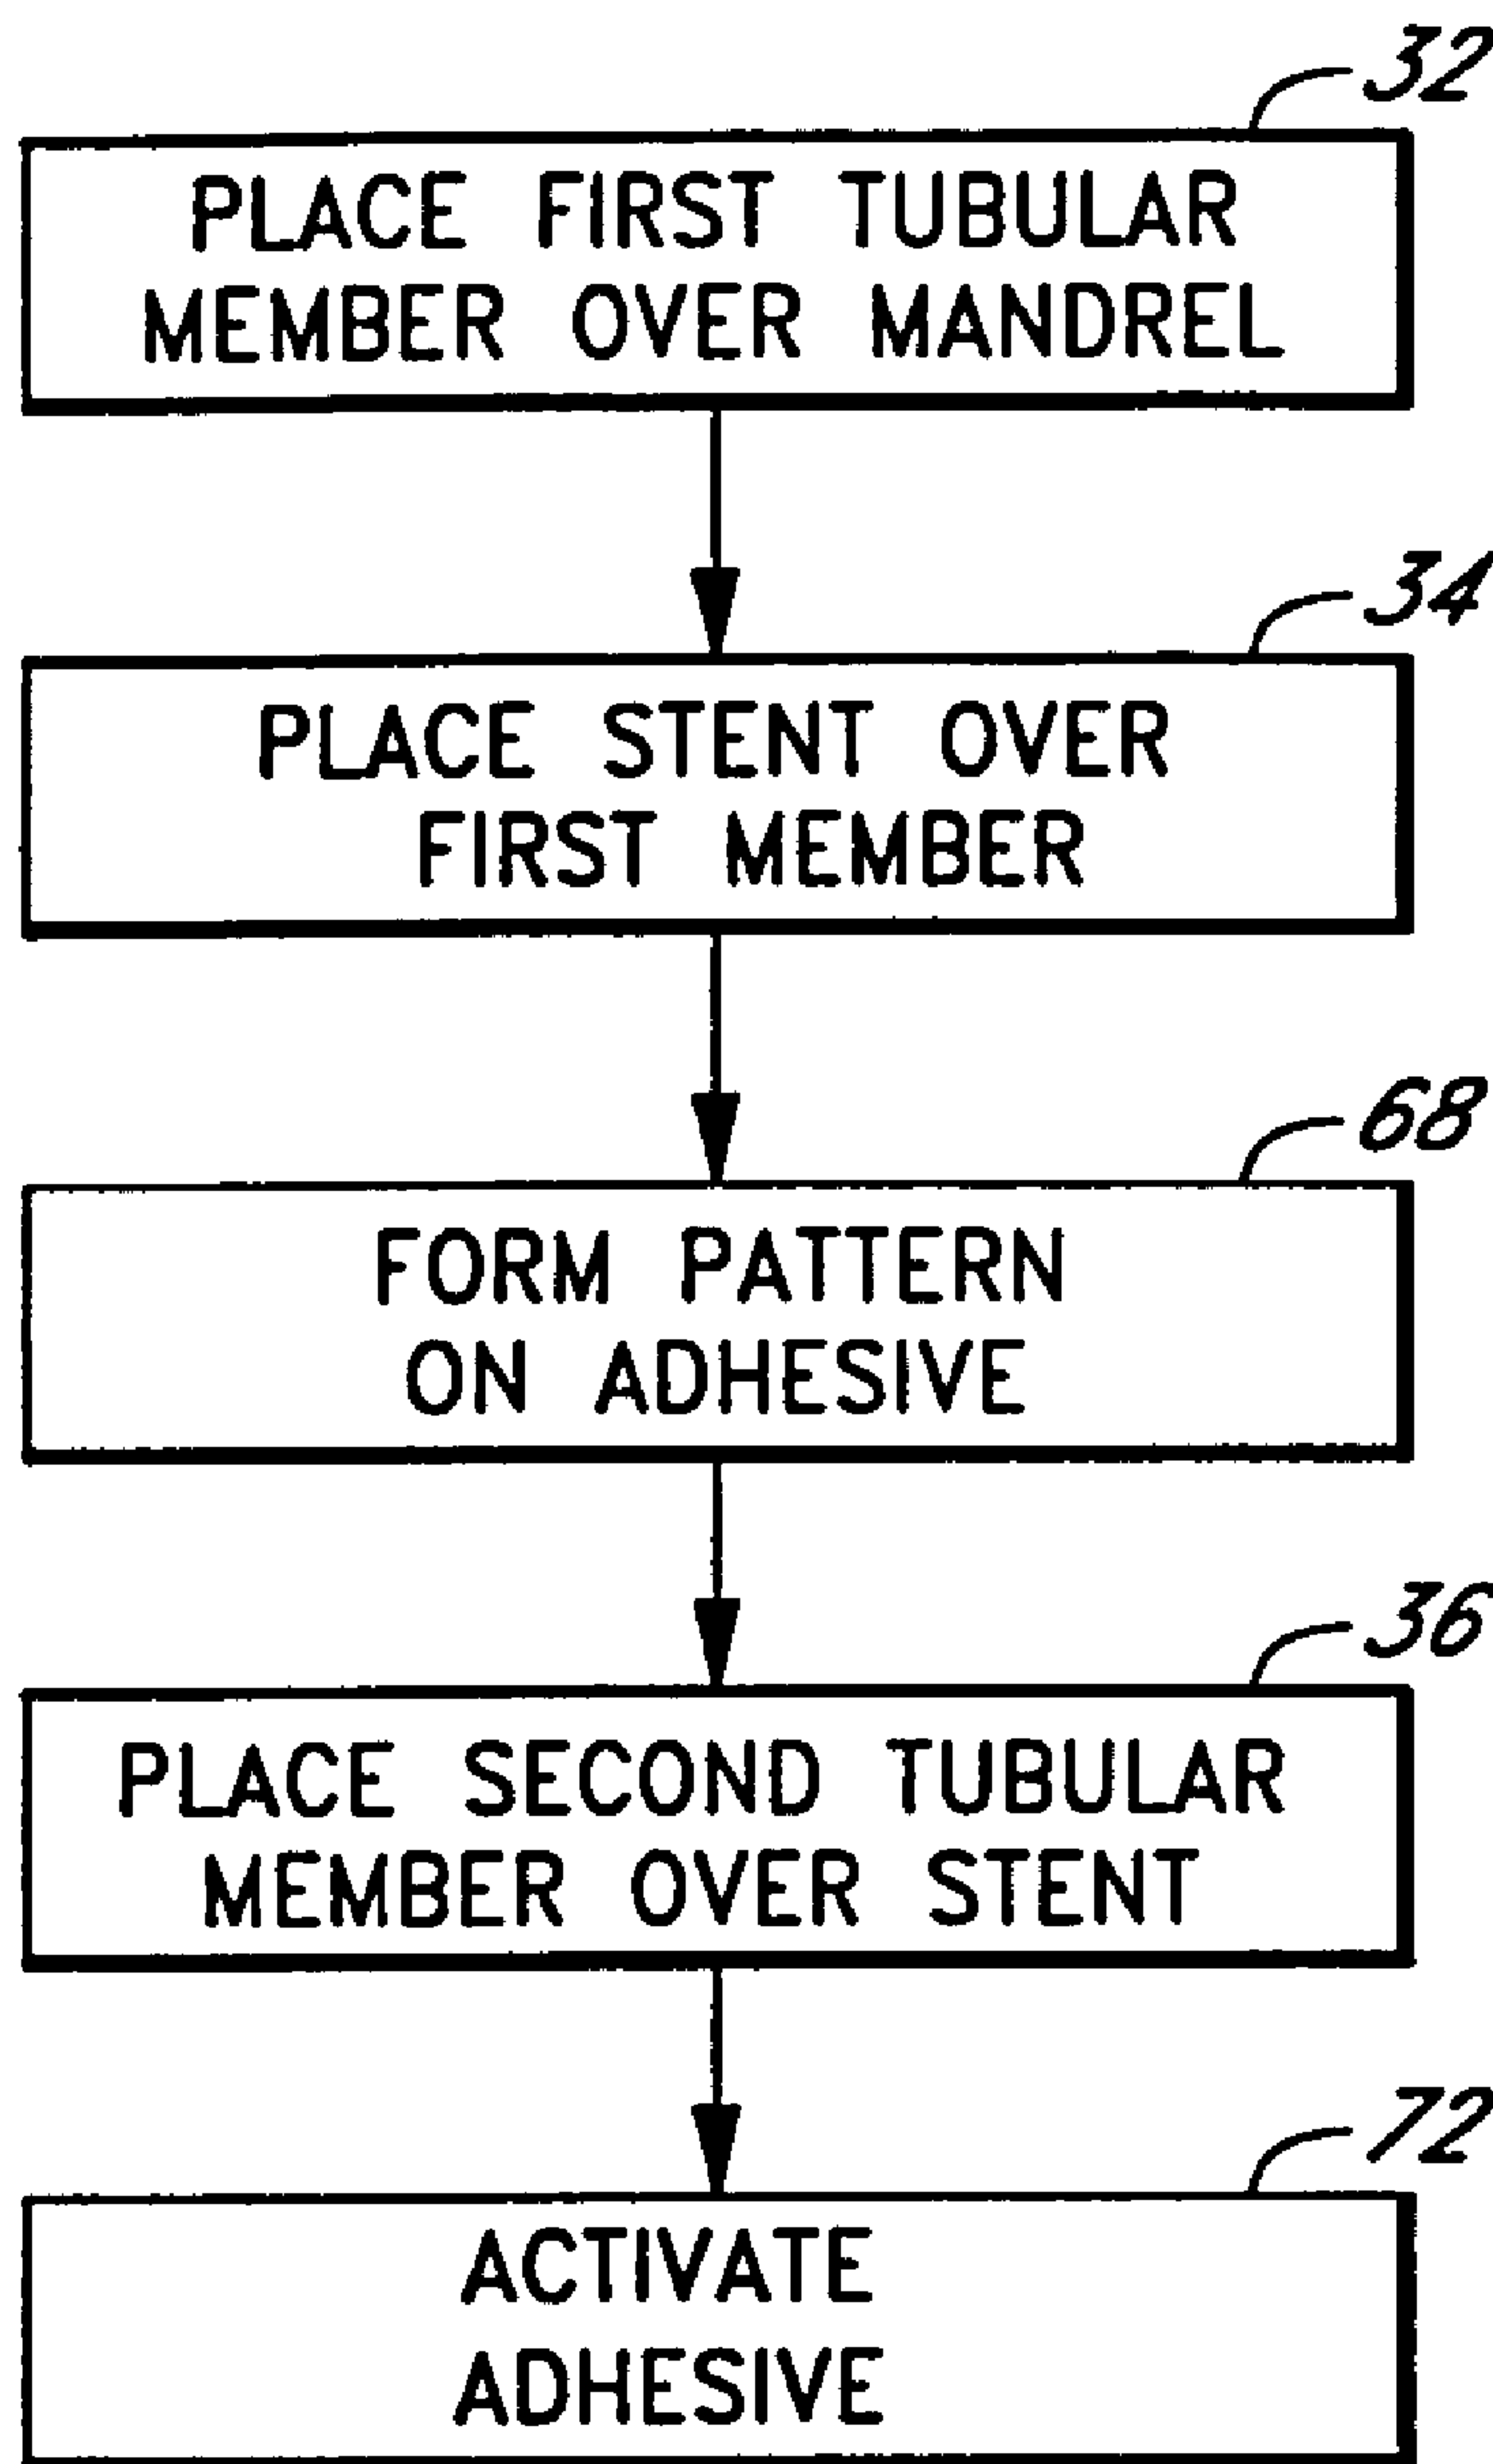 32
PLACE FIRST TUBULAR
MEMBER OVER MANDREL
34
PLACE STENT OVER
FIRST MEMBER
68
FORM PATTERN
ON ADHESIVE
36
PLACE SECOND TUBULAR
MEMBER OVER STENT
72
ACTIVATE
ADHESIVE